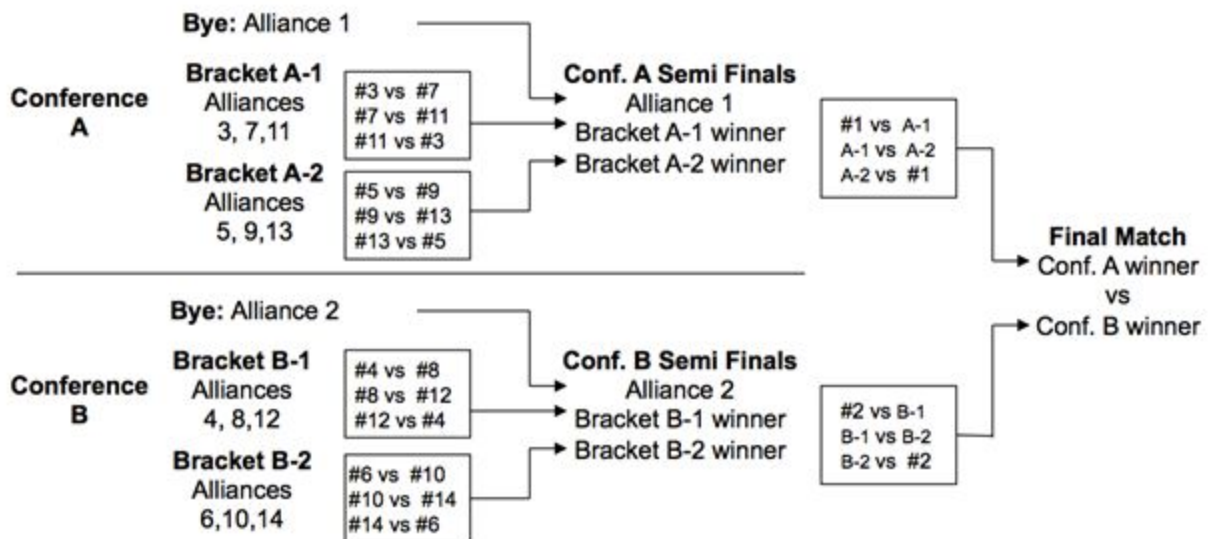 Bye: Alliance 1
Conference
A
Bracket A-1
Alliances
3, 7,11
#3 vs #7
#7 vs #11
#11 vs #3
Bracket A-2
Alliances
5, 9,13
#5 vs #9
#9 vs #13
#13 vs #5
Conf. A Semi Finals
Alliance 1
Bracket A-1 winner
Bracket A-2 winner
#1 vs A-1
A-1 vs A-2
A-2 vs #1
Bye: Alliance 2
Conference
B
Bracket B-1
Alliances
4, 8,12
#4 vs #8
#8 vs #12
#12 vs #4
Bracket B-2
Alliances
6,10,14
#6 vs #10
#10 vs #14
#14 vs #6
Conf. B Semi Finals
Alliance 2
Bracket B-1 winner
Bracket B-2 winner
#2 vs B-1
B-1 vs B-2
B-2 vs #2
Final Match
Conf. A winner
vs
Conf. B winner